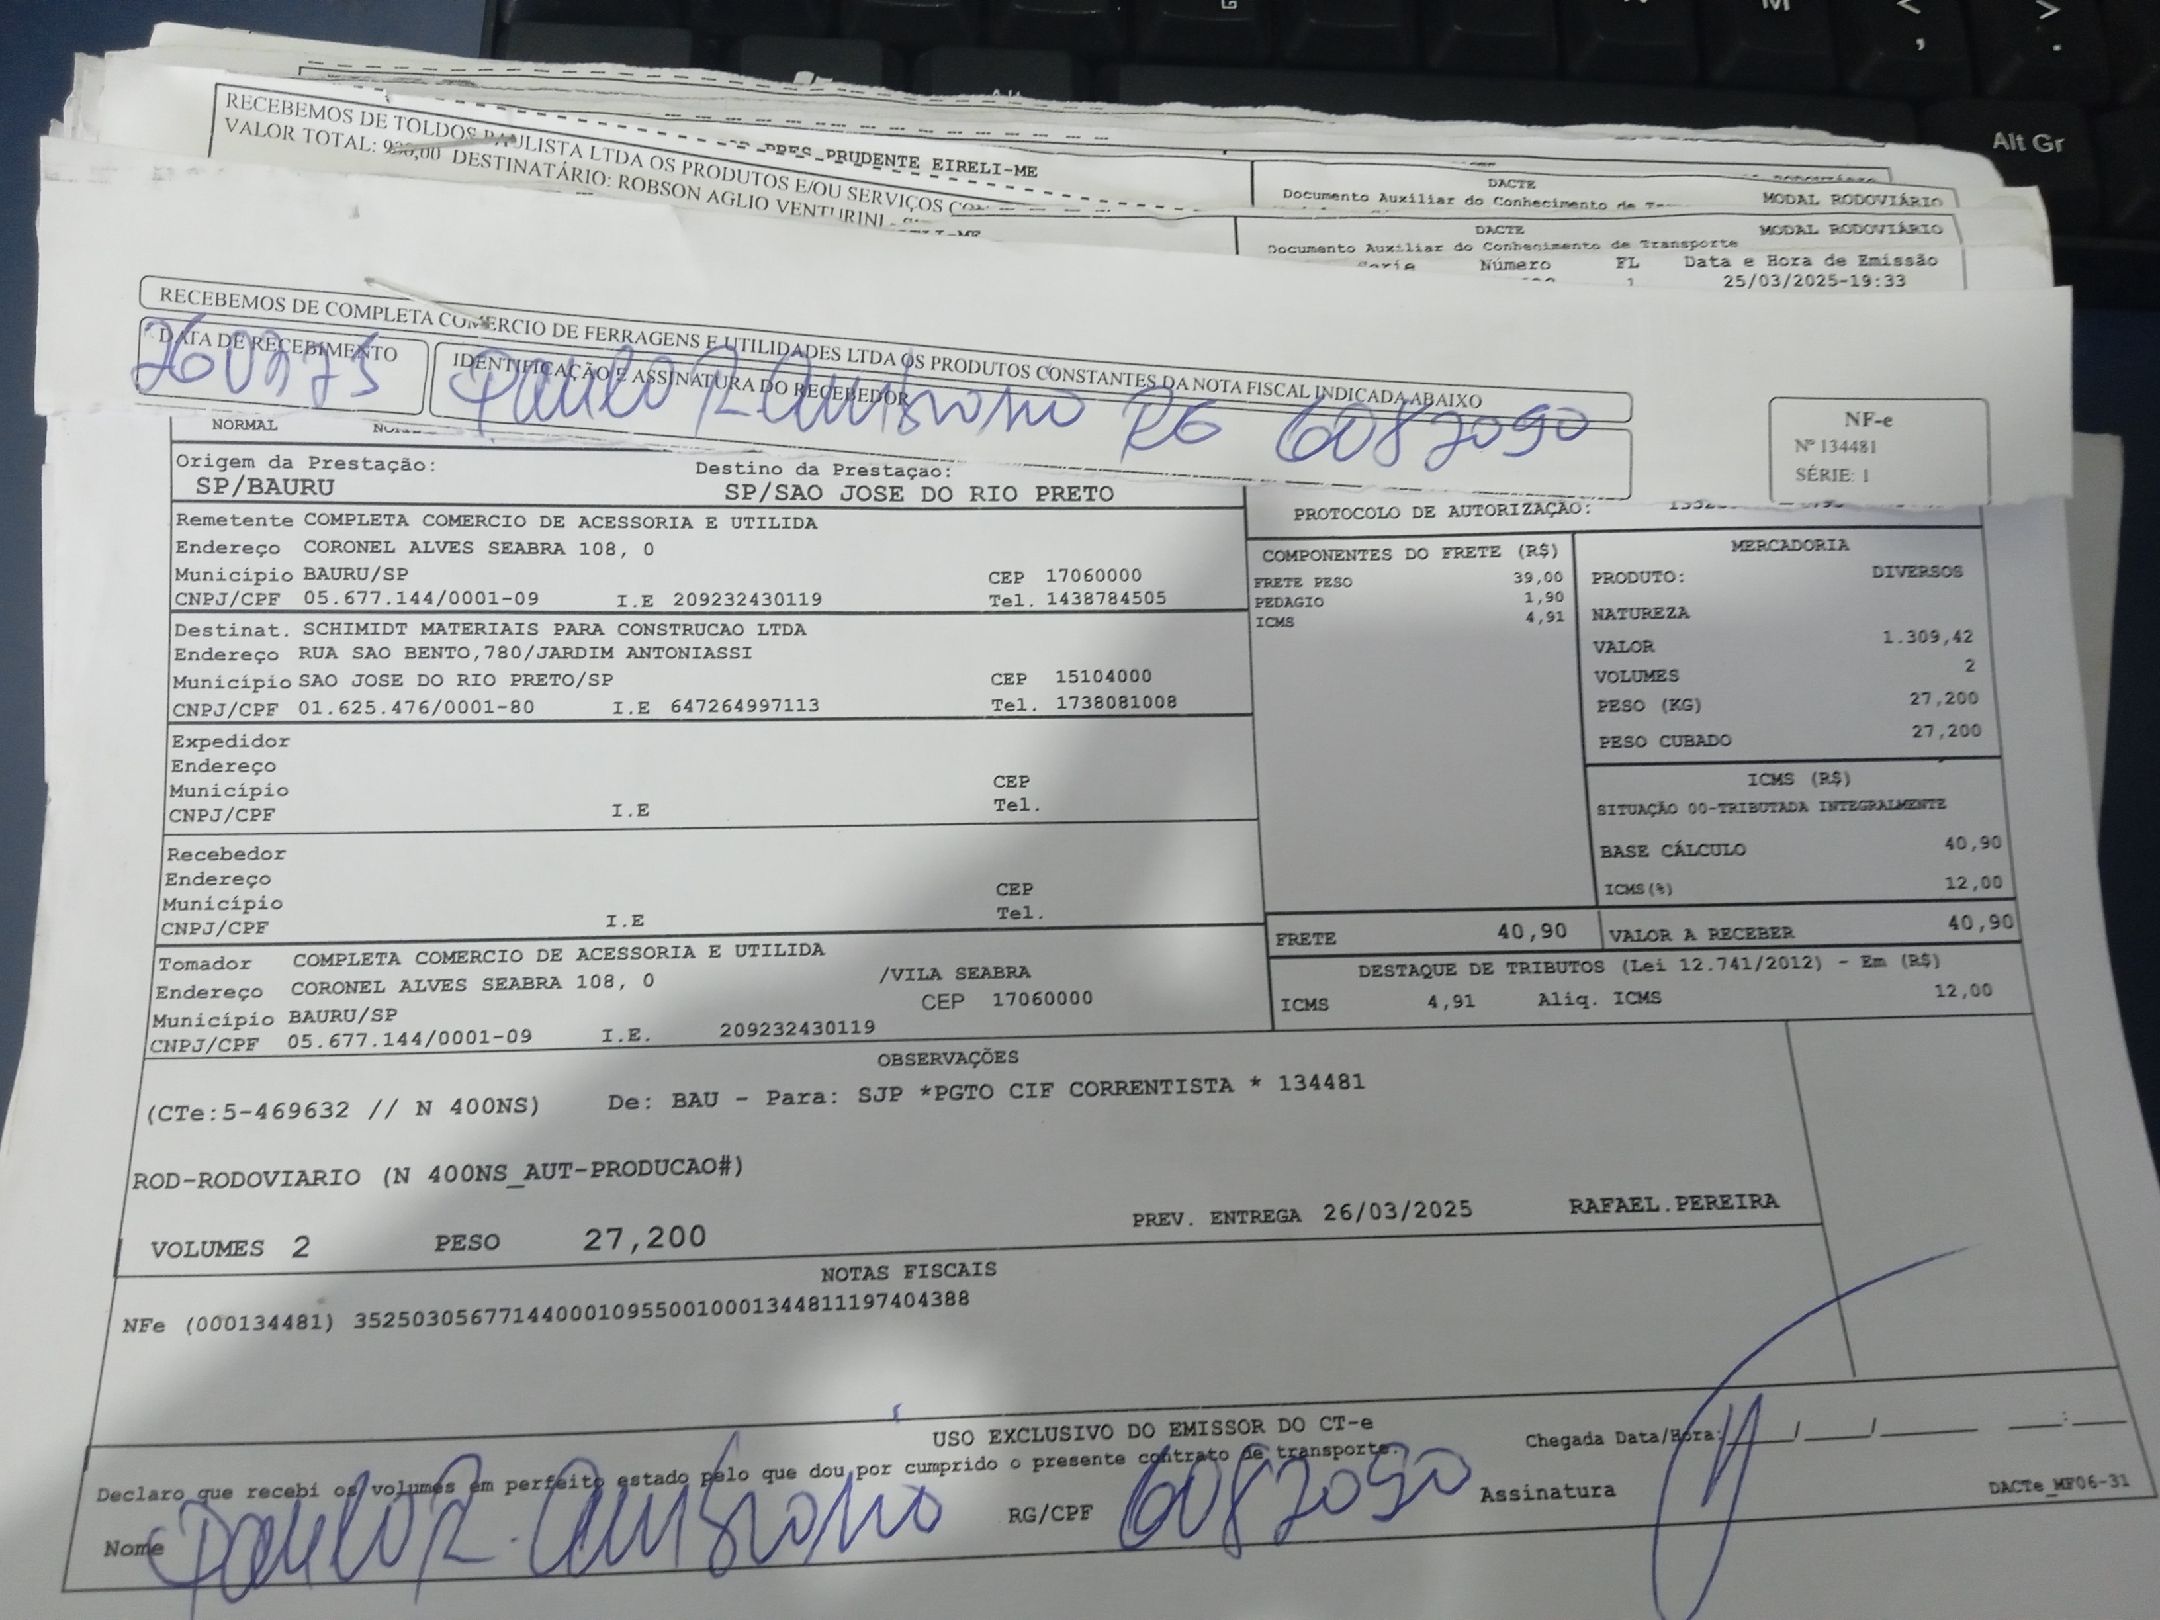 Alt Gr
RECEBEMOS DE TOLDOS PAULISTA LTDA OS PRODUTOS E/OU SERVIÇOS
VALOR TOTAL: DESTINATÁRIO: ROBSON AGLIO VENTURINI
PRES PRUDENTE EIRELI-ME
DACTE MODAL RODOVIÁRIO
Documento Auxiliar do Conhecimento de
DACTE MODAL RODOVIÁRIO
Documento Auxiliar do Conhecimento de Transporte
Número FL Data e Hora de Emissão
1 25/03/2025-19:33
RECEBEMOS DE COMPLETA COMERCIO DE FERRAGENS E UTILIDADES LTDA OS PRODUTOS CONSTANTES DA NOTA FISCAL INDICADA ABAIXO
DATA DE RECEBIMENTO
IDENTIFICAÇÃO E ASSINATURA DO RECEBEDOR
RG 6082090
NF-e
Nº 134481
SÉRIE: 1
NORMAL
Origem da Prestação: Destino da Prestaçao:
SP/BAURU SP/SAO JOSE DO RIO PRETO
PROTOCOLO DE AUTORIZAÇÃO:
Remetente COMPLETA COMERCIO DE ACESSORIA E UTILIDA
Endereço CORONEL ALVES SEABRA 108, 0
Município BAURU/SP CEP 17060000
CNPJ/CPF 05.677.144/0001-09 I.E 209232430119 Tel. 1438784505
Destinat. SCHIMIDT MATERIAIS PARA CONSTRUCAO LTDA
Endereço RUA SAO BENTO,780/JARDIM ANTONIASSI
Município SAO JOSE DO RIO PRETO/SP CEP 15104000
CNPJ/CPF 01.625.476/0001-80 I.E 647264997113 Tel. 1738081008
Expedidor
Endereço
Município CEP
CNPJ/CPF I.E Tel.
Recebedor
Endereço
Município CEP
CNPJ/CPF I.E Tel.
Tomador COMPLETA COMERCIO DE ACESSORIA E UTILIDA
Endereço CORONEL ALVES SEABRA 108, 0 /VILA SEABRA
Município BAURU/SP CEP 17060000
CNPJ/CPF 05.677.144/0001-09 I.E. 209232430119
COMPONENTES DO FRETE (R$)
FRETE PESO 39,00
PEDAGIO 1,90
ICMS 4,91
MERCADORIA
PRODUTO: DIVERSOS
NATUREZA
VALOR 1.309,42
VOLUMES 2
PESO (KG) 27,200
PESO CUBADO 27,200
ICMS (R$)
SITUAÇÃO 00-TRIBUTADA INTEGRALMENTE
BASE CÁLCULO 40,90
ICMS(%) 12,00
FRETE 40,90 VALOR A RECEBER 40,90
DESTAQUE DE TRIBUTOS (Lei 12.741/2012) - Em (R$)
ICMS 4,91 Aliq. ICMS 12,00
OBSERVAÇÕES
(CTe:5-469632 // N 400NS) De: BAU - Para: SJP *PGTO CIF CORRENTISTA * 134481
ROD-RODOVIARIO (N 400NS_AUT-PRODUCAO#)
PREV. ENTREGA 26/03/2025 RAFAEL.PEREIRA
VOLUMES 2 PESO 27,200
NOTAS FISCAIS
NFe (000134481) 35250305677144000109550010001344811197404388
USO EXCLUSIVO DO EMISSOR DO CT-e
Declaro que recebi os volumes em perfeito estado pelo que dou por cumprido o presente contrato de transporte.
Chegada Data/Hora: / / :
Nome RG/CPF 6082090 Assinatura
DACTe_MF06-31